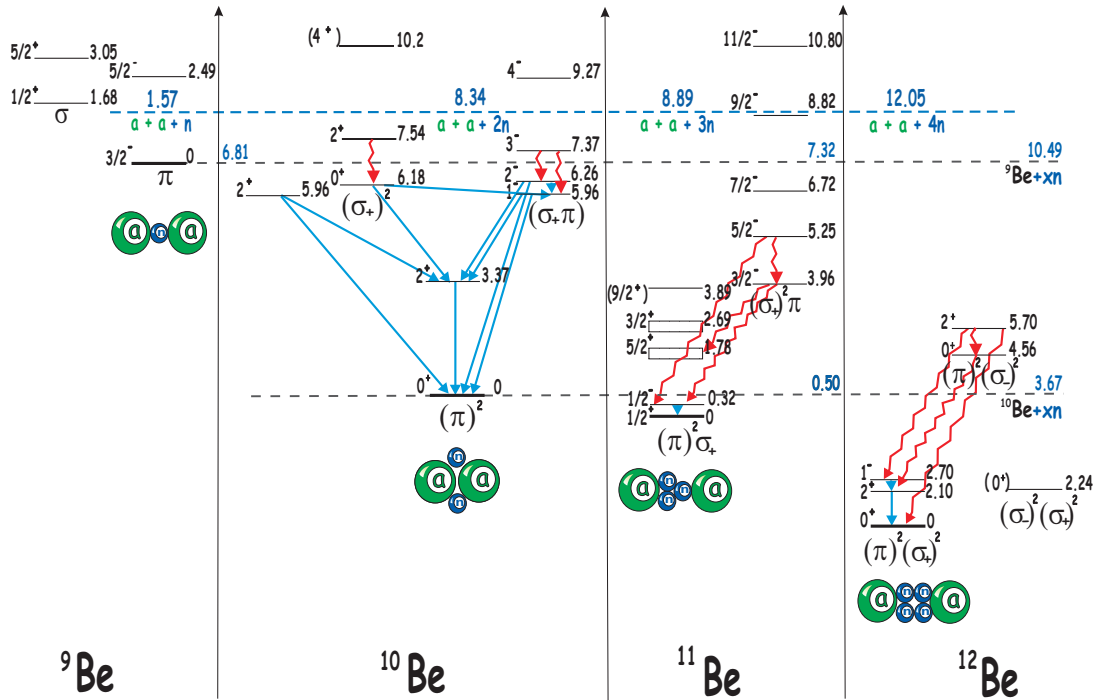 5/2⁺ 3.05
5/2⁻ 2.49
1/2⁺ 1.68
σ
1.57
a + a + n
3/2⁻ 0
π
a n a
⁹Be
(4⁺) 10.2
4⁻ 9.27
8.34
a + a + 2n
2⁺ 7.54
3⁻ 7.37
6.81
0⁺ 6.18
2⁻ 6.26
2⁺ 5.96
1⁻ 5.96
(σ₊)²
(σ₊π)
2⁺ 3.37
0⁺ 0
(π)²
n
a a
n
¹⁰Be
11/2⁻ 10.80
8.89
a + a + 3n
9/2⁻ 8.82
7.32
7/2⁻ 6.72
5/2⁻ 5.25
3/2⁻ 3.96
(σ₊)²π
(9/2⁺) 3.89
3/2⁺ 2.69
5/2⁺ 1.78
0.50
1/2⁻ 0.32
1/2⁺ 0
(π)²σ₊
a n n n a
¹¹Be
12.05
a + a + 4n
10.49
⁹Be+xn
2⁺ 5.70
0⁺ 4.56
(π)²(σ₋)²
3.67
¹⁰Be+xn
1⁻ 2.70
2⁺ 2.10
(0⁺) 2.24
(σ₋)²(σ₊)²
0⁺ 0
(π)²(σ₊)²
a n n n n a
¹²Be